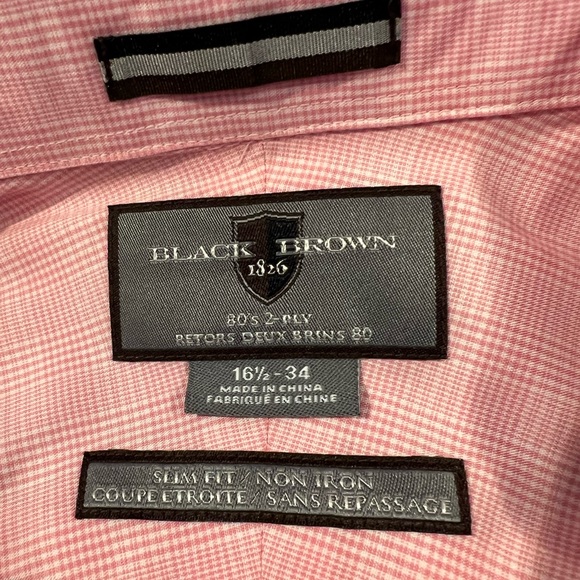 BLACK BROWN
1826
80's 2-PLY
RETORS DEUX BRINS 80
16½ - 34
MADE IN CHINA
FABRIQUÉ EN CHINE
SLIM FIT / NON IRON
COUPE ETROITE / SANS REPASSAGE